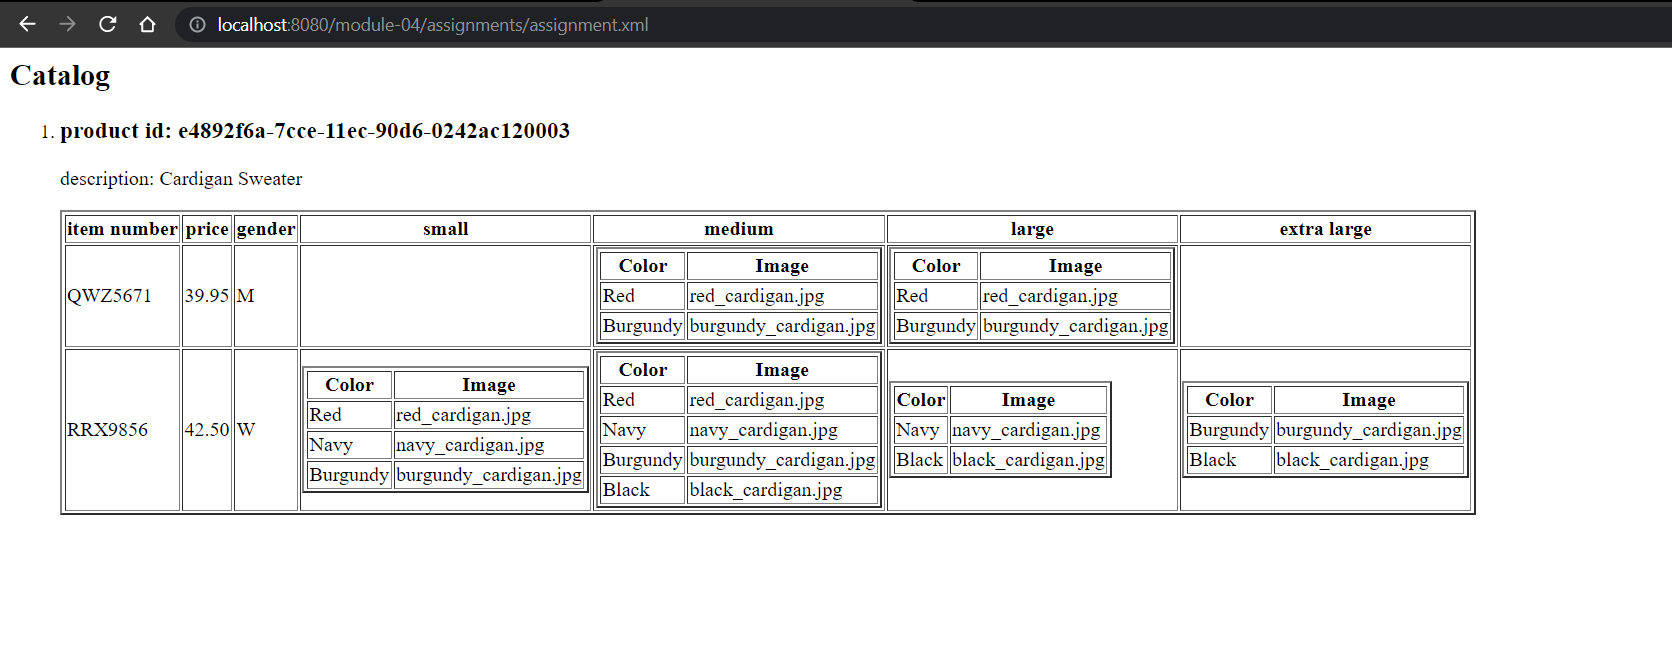 localhost:8080/module-04/assignments/assignment.xml
Catalog
1. product id: e4892f6a-7cce-11ec-90d6-0242ac120003
description: Cardigan Sweater
item number price gender small medium large extra large
QWZ5671 39.95 M
Color Image
Red red_cardigan.jpg
Burgundy burgundy_cardigan.jpg
Color Image
Red red_cardigan.jpg
Burgundy burgundy_cardigan.jpg
RRX9856 42.50 W
Color Image
Red red_cardigan.jpg
Navy navy_cardigan.jpg
Burgundy burgundy_cardigan.jpg
Color Image
Red red_cardigan.jpg
Navy navy_cardigan.jpg
Burgundy burgundy_cardigan.jpg
Black black_cardigan.jpg
Color Image
Navy navy_cardigan.jpg
Black black_cardigan.jpg
Color Image
Burgundy burgundy_cardigan.jpg
Black black_cardigan.jpg